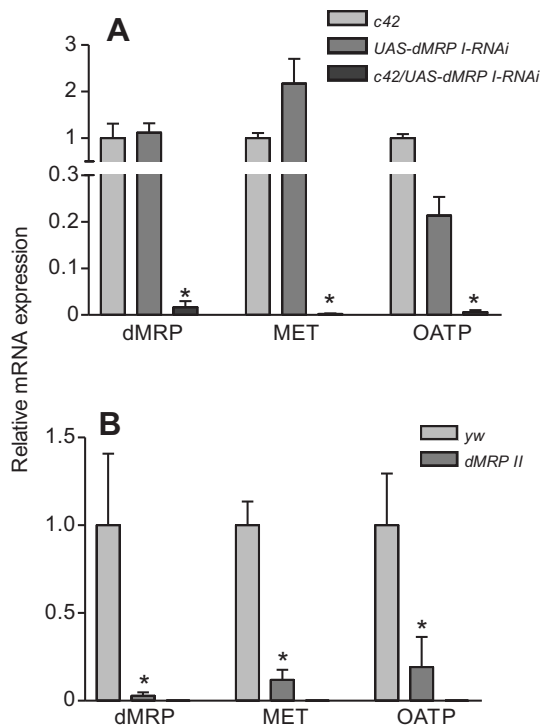 A
c42
UAS-dMRP I-RNAi
c42/UAS-dMRP I-RNAi
3
2
1
0.3
0.2
0.1
0
*
*
*
dMRP MET OATP
Relative mRNA expression
B
yw
dMRP II
1.5
1.0
0.5
0
*
*
*
dMRP MET OATP